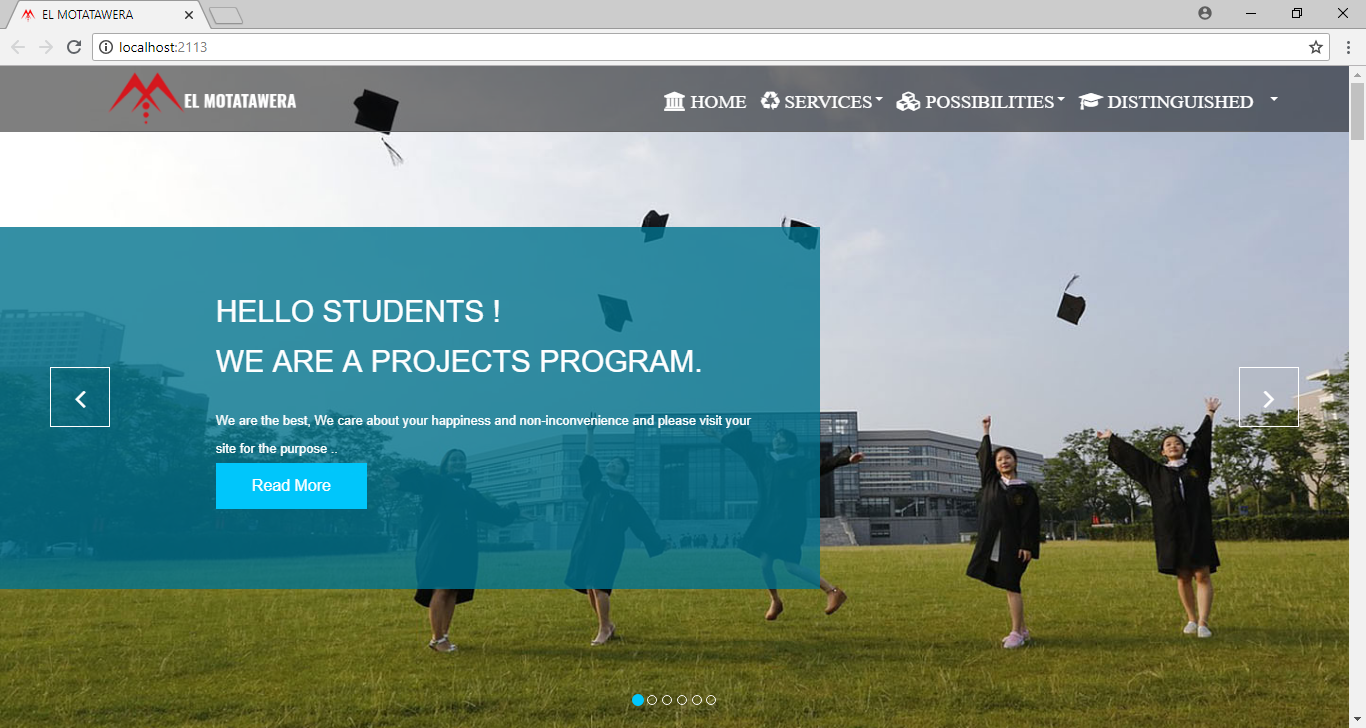 EL MOTATAWERA
localhost:2113
EL MOTATAWERA
HOME SERVICES POSSIBILITIES DISTINGUISHED
HELLO STUDENTS !
WE ARE A PROJECTS PROGRAM.
We are the best, We care about your happiness and non-inconvenience and please visit your
site for the purpose ..
Read More